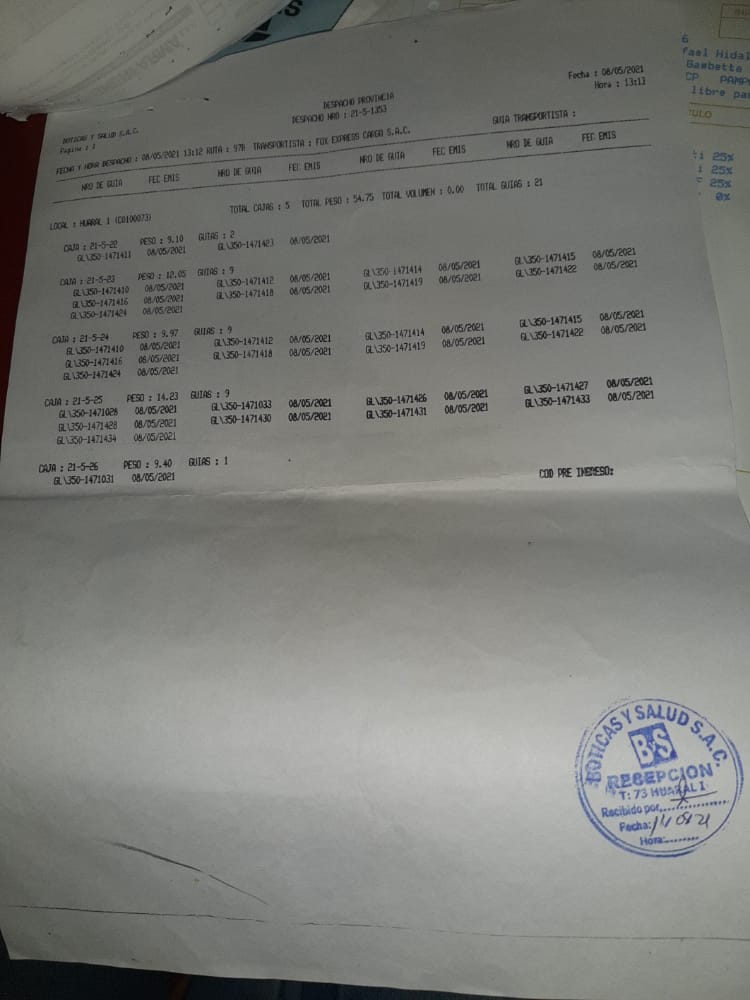 Fecha : 08/05/2021
Hora : 13:13
DESPACHO PROVINCIA
DESPACHO NRO : 21-5-1353
BOTICAS Y SALUD S.A.C.
Pagina : 1
GUIA TRANSPORTISTA :
FECHA Y HORA DESPACHO : 08/05/2021 13:12 RUTA : 97A TRANSPORTISTA : FOX EXPRESS CARGO S.A.C.
NRO DE GUIA FEC EMIS NRO DE GUIA FEC EMIS NRO DE GUIA FEC EMIS NRO DE GUIA FEC EMIS
LOCAL : HUARAL 1 (C0100073) TOTAL CAJAS : 5 TOTAL PESO : 54.75 TOTAL VOLUMEN : 0.00 TOTAL GUIAS : 21
CAJA : 21-5-22 PESO : 9.10 GUIAS : 2
GL\350-1471411 08/05/2021 GL\350-1471423 08/05/2021
CAJA : 21-5-23 PESO : 12.05 GUIAS : 9
GL\350-1471410 08/05/2021 GL\350-1471412 08/05/2021 GL\350-1471414 08/05/2021 GL\350-1471415 08/05/2021
GL\350-1471416 08/05/2021 GL\350-1471418 08/05/2021 GL\350-1471419 08/05/2021 GL\350-1471422 08/05/2021
GL\350-1471424 08/05/2021
CAJA : 21-5-24 PESO : 9.97 GUIAS : 9
GL\350-1471410 08/05/2021 GL\350-1471412 08/05/2021 GL\350-1471414 08/05/2021 GL\350-1471415 08/05/2021
GL\350-1471416 08/05/2021 GL\350-1471418 08/05/2021 GL\350-1471419 08/05/2021 GL\350-1471422 08/05/2021
GL\350-1471424 08/05/2021
CAJA : 21-5-25 PESO : 14.23 GUIAS : 9
GL\350-1471028 08/05/2021 GL\350-1471033 08/05/2021 GL\350-1471426 08/05/2021 GL\350-1471427 08/05/2021
GL\350-1471428 08/05/2021 GL\350-1471430 08/05/2021 GL\350-1471431 08/05/2021 GL\350-1471433 08/05/2021
GL\350-1471434 08/05/2021
CAJA : 21-5-26 PESO : 9.40 GUIAS : 1
GL\350-1471031 08/05/2021
COD PRE INGRESO:
BOTICAS Y SALUD S.A.C.
B&S
RECEPCION
T: 73 HUARAL I
Recibido por
Fecha:
Hora:
Gambetta
libre
25%
25%
25%
0%